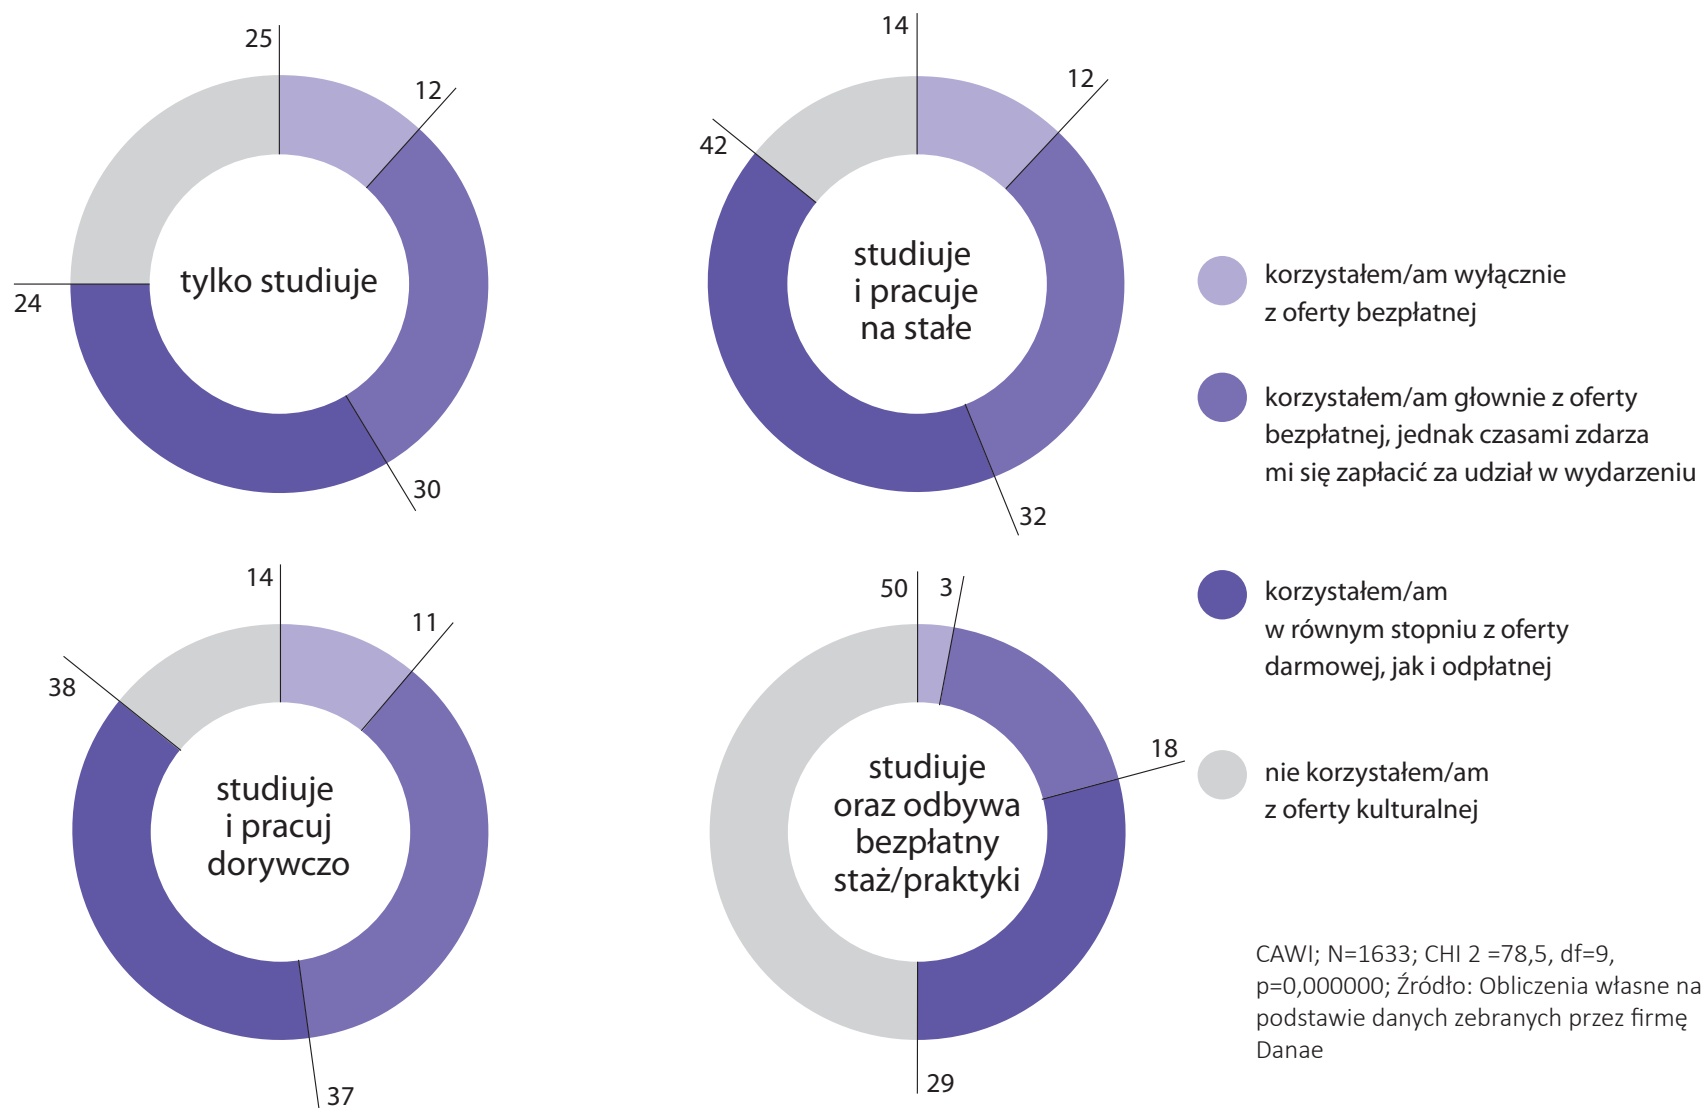 25
12
tylko studiuje
24
30
14
12
42
studiuje
i pracuje
na stałe
32
korzystałem/am wyłącznie
z oferty bezpłatnej
korzystałem/am głownie z oferty
bezpłatnej, jednak czasami zdarza
mi się zapłacić za udział w wydarzeniu
korzystałem/am
w równym stopniu z oferty
darmowej, jak i odpłatnej
nie korzystałem/am
z oferty kulturalnej
14
11
38
studiuje
i pracuj
dorywczo
37
50
3
18
studiuje
oraz odbywa
bezpłatny
staż/praktyki
29
CAWI; N=1633; CHI 2 =78,5, df=9,
p=0,000000; Źródło: Obliczenia własne na
podstawie danych zebranych przez firmę
Danae